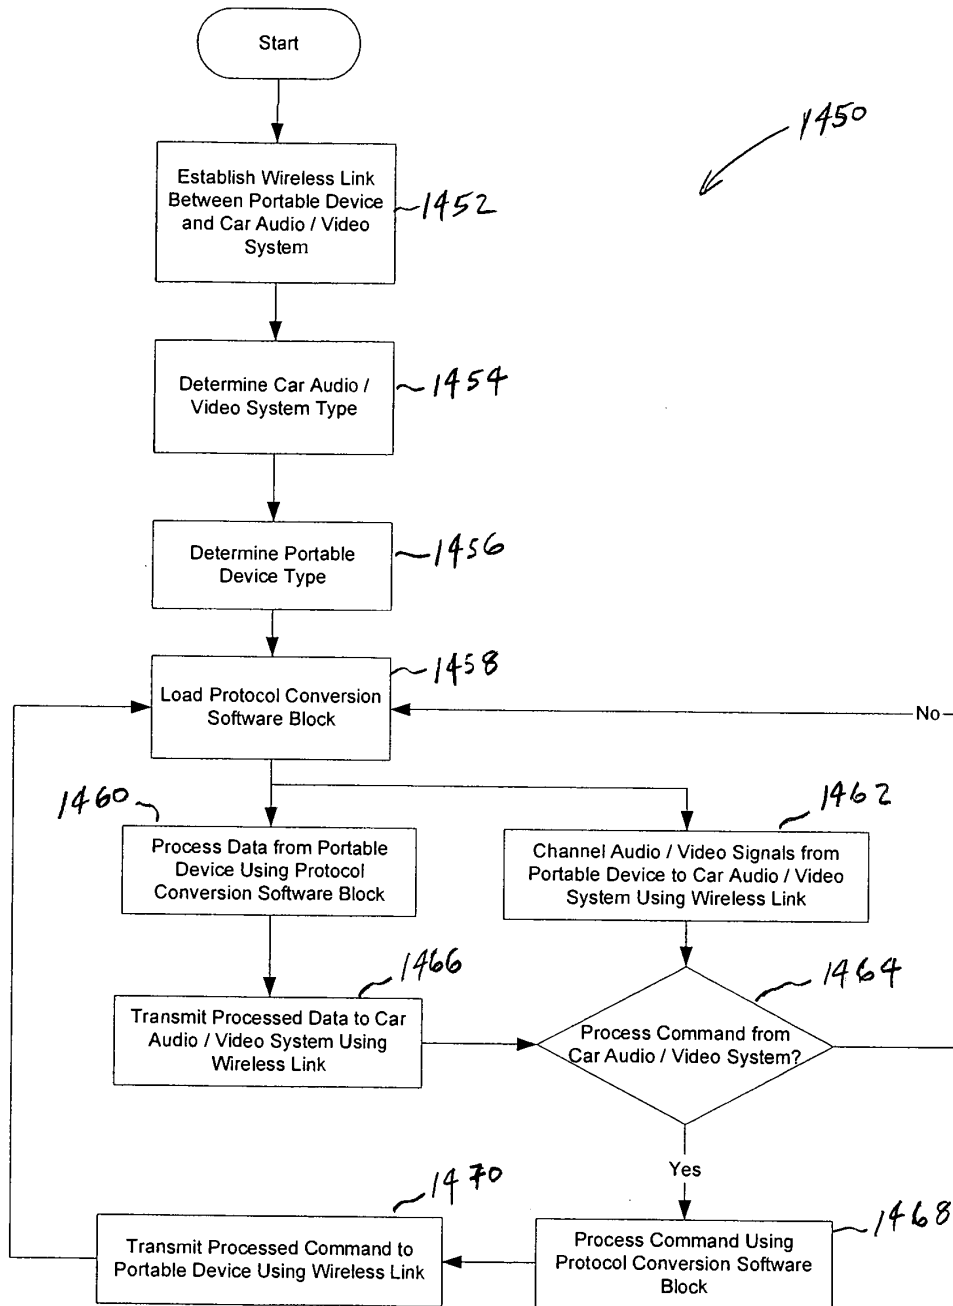 Start
1450
Establish Wireless Link
Between Portable Device
and Car Audio / Video
System
1452
Determine Car Audio /
Video System Type
1454
Determine Portable
Device Type
1456
Load Protocol Conversion
Software Block
1458
No
1460
Process Data from Portable
Device Using Protocol
Conversion Software Block
1462
Channel Audio / Video Signals from
Portable Device to Car Audio / Video
System Using Wireless Link
1466
Transmit Processed Data to Car
Audio / Video System Using
Wireless Link
1464
Process Command from
Car Audio / Video System?
Yes
1470
Transmit Processed Command to
Portable Device Using Wireless Link
1468
Process Command Using
Protocol Conversion Software
Block